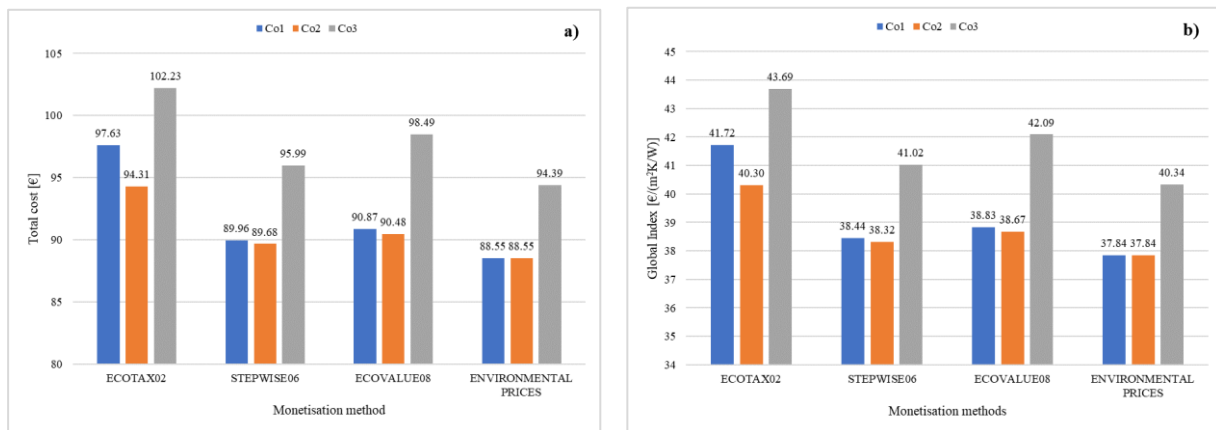 Co1 Co2 Co3
a)
105
100
95
90
85
80
Total cost [€]
97.63
94.31
102.23
89.96
89.68
95.99
90.87
90.48
98.49
88.55
88.55
94.39
ECOTAX02
STEPWISE06
ECOVALUE08
ENVIRONMENTAL
PRICES
Monetisation method
Co1 Co2 Co3
b)
45
44
43
42
41
40
39
38
37
36
35
34
Global Index [€/(m²K/W)]
41.72
40.30
43.69
38.44
38.32
41.02
38.83
38.67
42.09
37.84
37.84
40.34
ECOTAX02
STEPWISE06
ECOVALUE08
ENVIRONMENTAL
PRICES
Monetisation methods